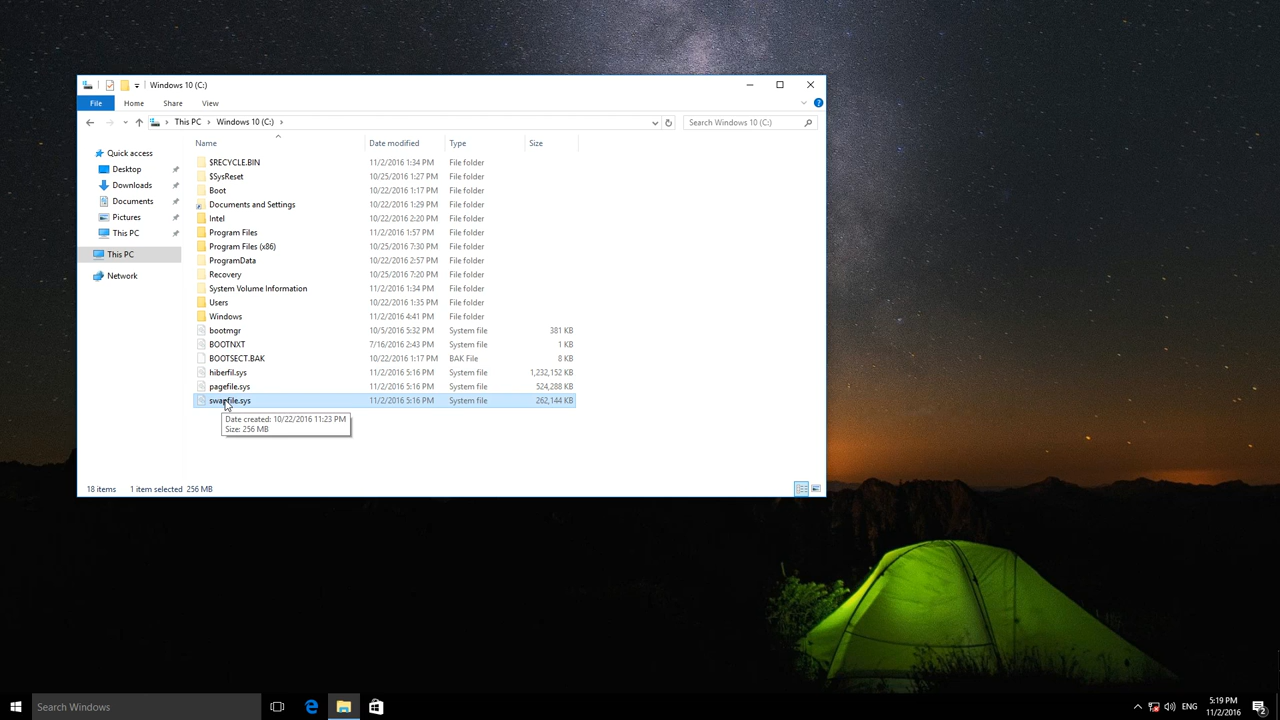 Windows 10 (C:)
File Home Share View
This PC Windows 10 (C:) Search Windows 10 (C:)
Name Date modified Type Size
Quick access
Desktop
Downloads
Documents
Pictures
This PC
This PC
Network
$RECYCLE.BIN 11/2/2016 1:34 PM File folder
$SysReset 10/25/2016 1:27 PM File folder
Boot 10/22/2016 1:17 PM File folder
Documents and Settings 10/22/2016 1:29 PM File folder
Intel 10/22/2016 2:20 PM File folder
Program Files 11/2/2016 1:57 PM File folder
Program Files (x86) 10/25/2016 7:30 PM File folder
ProgramData 10/22/2016 2:57 PM File folder
Recovery 10/25/2016 7:20 PM File folder
System Volume Information 11/2/2016 1:34 PM File folder
Users 10/22/2016 1:35 PM File folder
Windows 11/2/2016 4:41 PM File folder
bootmgr 10/5/2016 5:32 PM System file 381 KB
BOOTNXT 7/16/2016 2:43 PM System file 1 KB
BOOTSECT.BAK 10/22/2016 1:17 PM BAK File 8 KB
hiberfil.sys 11/2/2016 5:16 PM System file 1,232,152 KB
pagefile.sys 11/2/2016 5:16 PM System file 524,288 KB
swapfile.sys 11/2/2016 5:16 PM System file 262,144 KB
Date created: 10/22/2016 11:23 PM
Size: 256 MB
18 items 1 item selected 256 MB
Search Windows
ENG
5:19 PM
11/2/2016
2